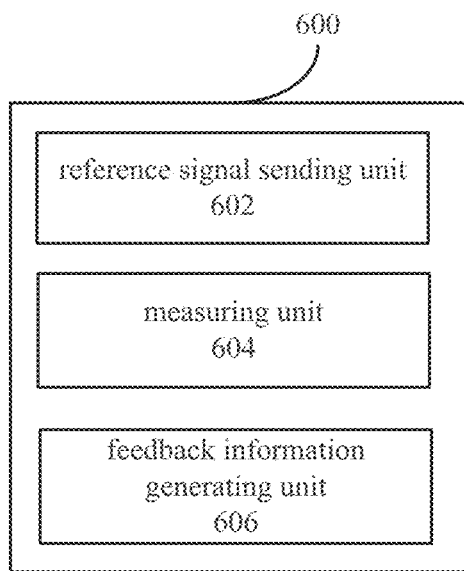 600
reference signal sending unit
602
measuring unit
604
feedback information
generating unit
606